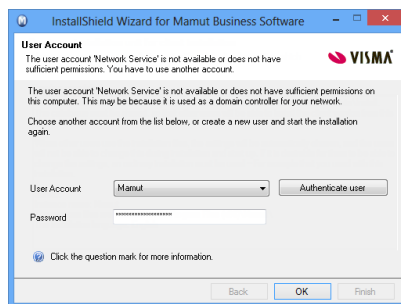 InstallShield Wizard for Mamut Business Software
User Account
The user account 'Network Service' is not available or does not have
sufficient permissions. You have to use another account.
VISMA
The user account 'Network Service' is not available or does not have sufficient permissions on
this computer. This may be because it is used as a domain controller for your network.
Choose another account from the list below, or create a new user and start the installation
again.
User Account
Mamut
Authenticate user
Password
******************
Click the question mark for more information.
Back
OK
Finish